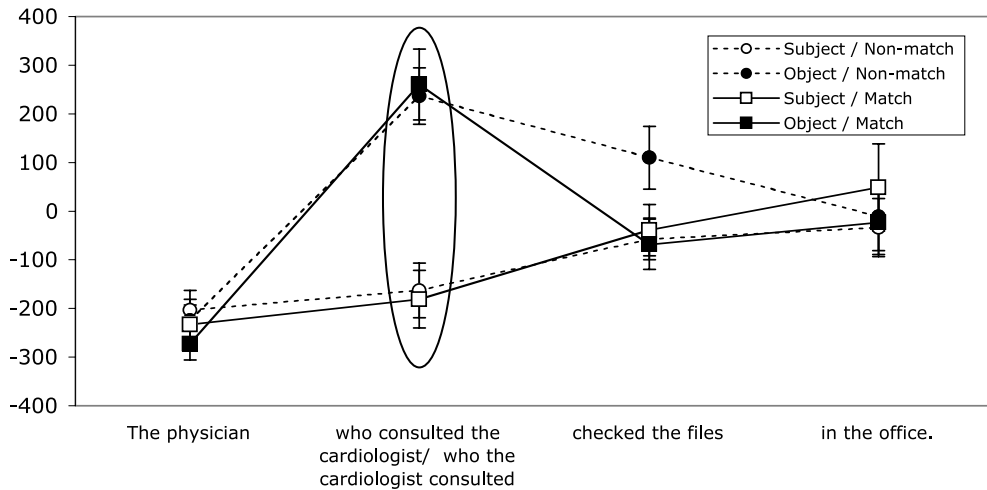 400
300
200
100
0
-100
-200
-300
-400
Subject / Non-match
Object / Non-match
Subject / Match
Object / Match
The physician
who consulted the
cardiologist/ who the
cardiologist consulted
checked the files
in the office.